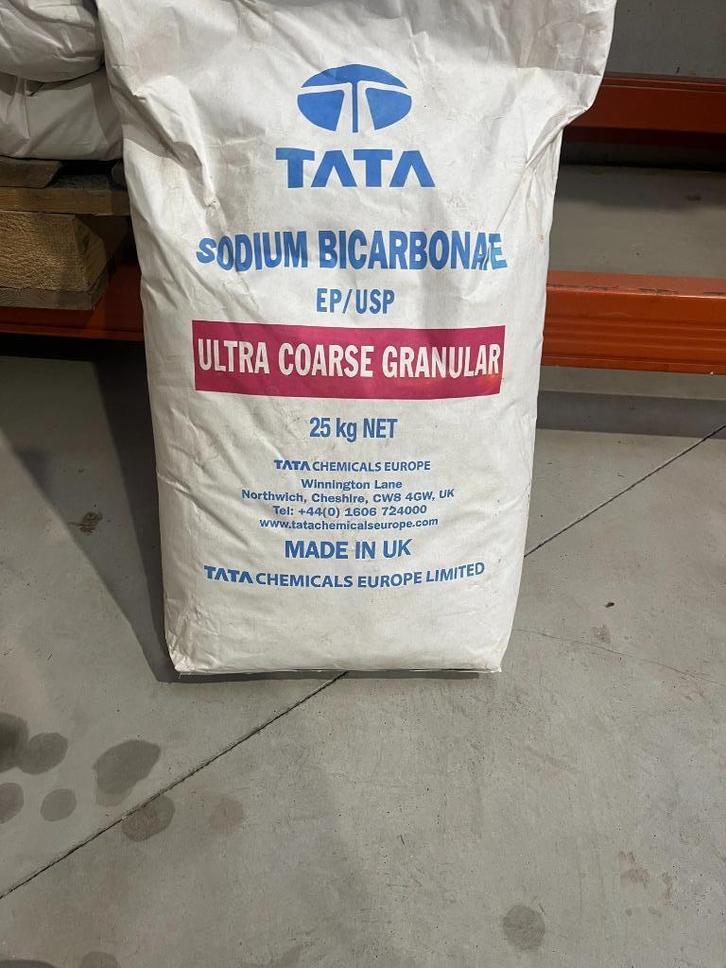 TATA
SODIUM BICARBONATE
EP/USP
ULTRA COARSE GRANULAR
25 kg NET
TATA CHEMICALS EUROPE
Winnington Lane
Northwich, Cheshire, CW8 4GW, UK
Tel: +44(0) 1606 724000
www.tatachemicalseurope.com
MADE IN UK
TATA CHEMICALS EUROPE LIMITED